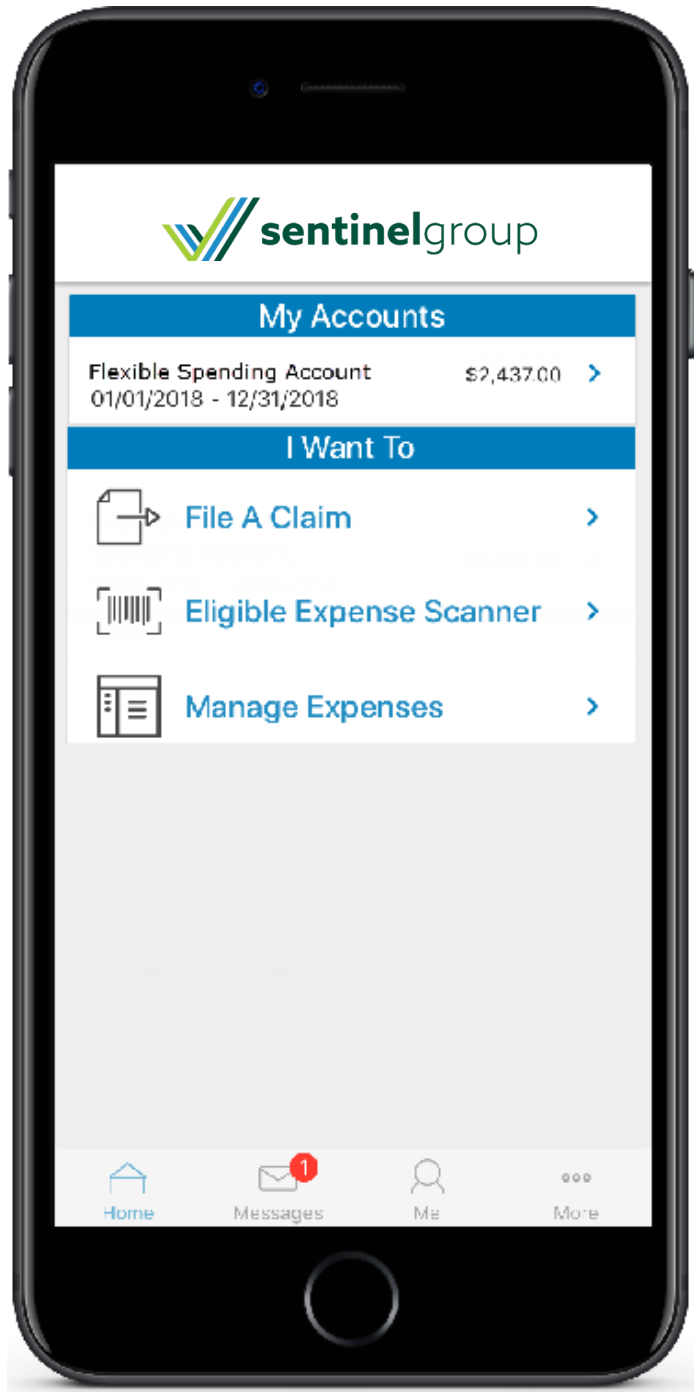 sentinelgroup
My Accounts
Flexible Spending Account $2,437.00
01/01/2018 - 12/31/2018
I Want To
File A Claim
Eligible Expense Scanner
Manage Expenses
1
Home Messages Me More